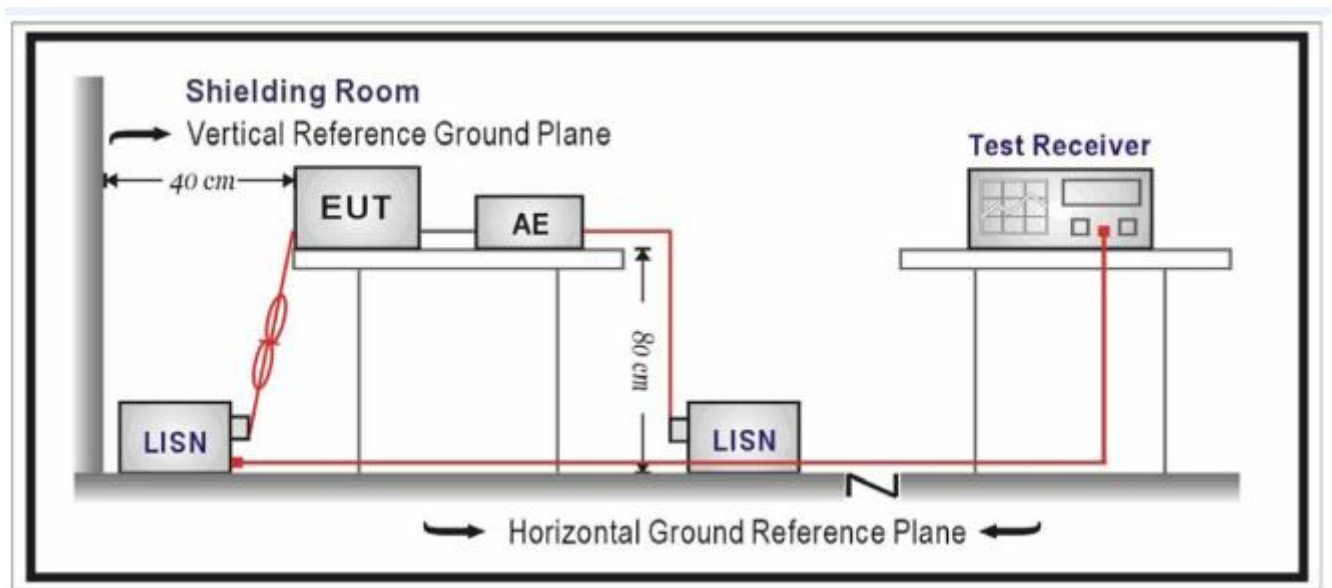 Shielding Room
Vertical Reference Ground Plane
Test Receiver
40 cm
EUT
AE
80 cm
LISN
LISN
Horizontal Ground Reference Plane